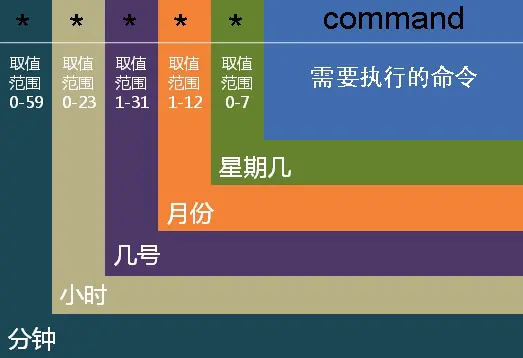 * * * * * command
取值 取值 取值 取值 取值 需要执行的命令
范围 范围 范围 范围 范围
0-59 0-23 1-31 1-12 0-7
星期几
月份
几号
小时
分钟